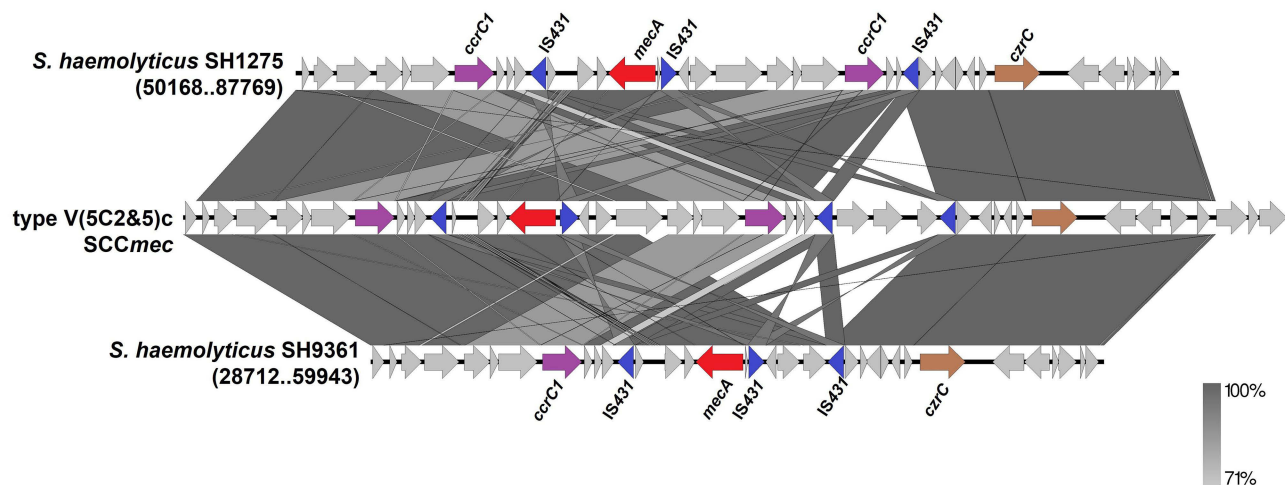 ccrC1 IS431 mecA IS431 ccrC1 IS431 czrC
S. haemolyticus SH1275
(50168..87769)
type V(5C2&5)c
SCCmec
S. haemolyticus SH9361
(28712..59943)
ccrC1 IS431 mecA IS431 IS431 czrC
100%
71%